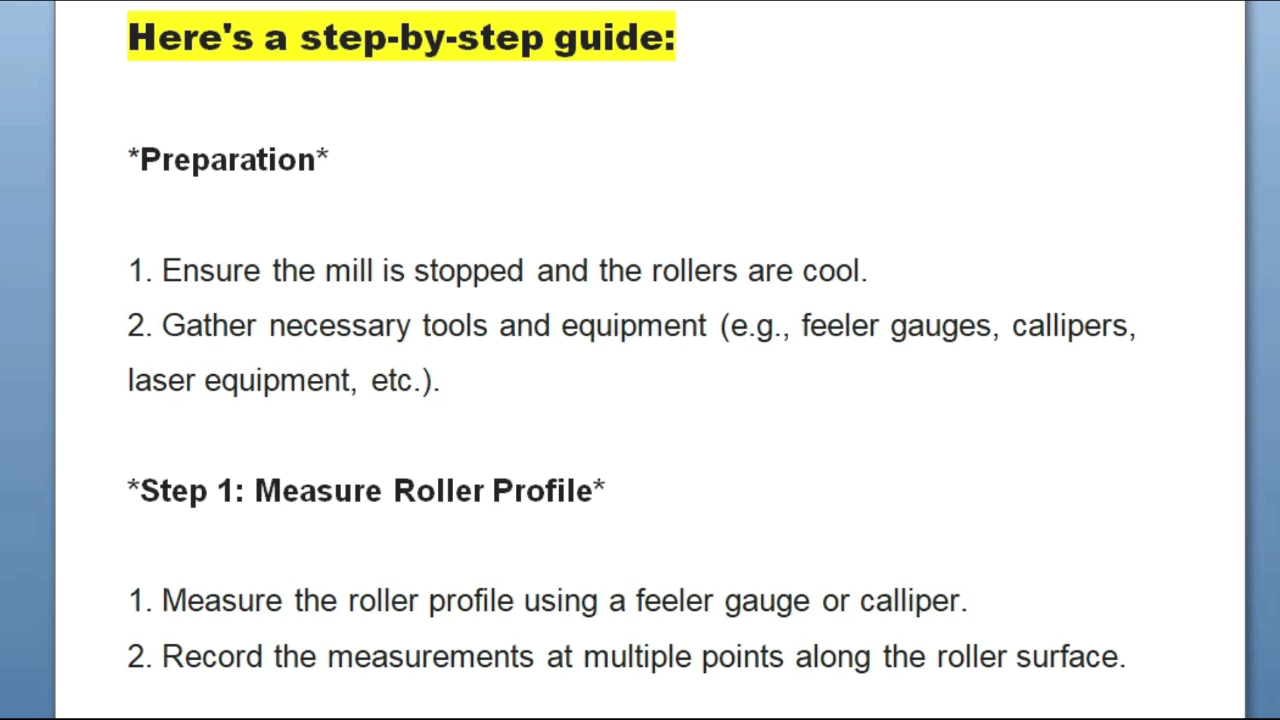 Here's a step-by-step guide:
*Preparation*
1. Ensure the mill is stopped and the rollers are cool.
2. Gather necessary tools and equipment (e.g., feeler gauges, callipers,
laser equipment, etc.).
*Step 1: Measure Roller Profile*
1. Measure the roller profile using a feeler gauge or calliper.
2. Record the measurements at multiple points along the roller surface.